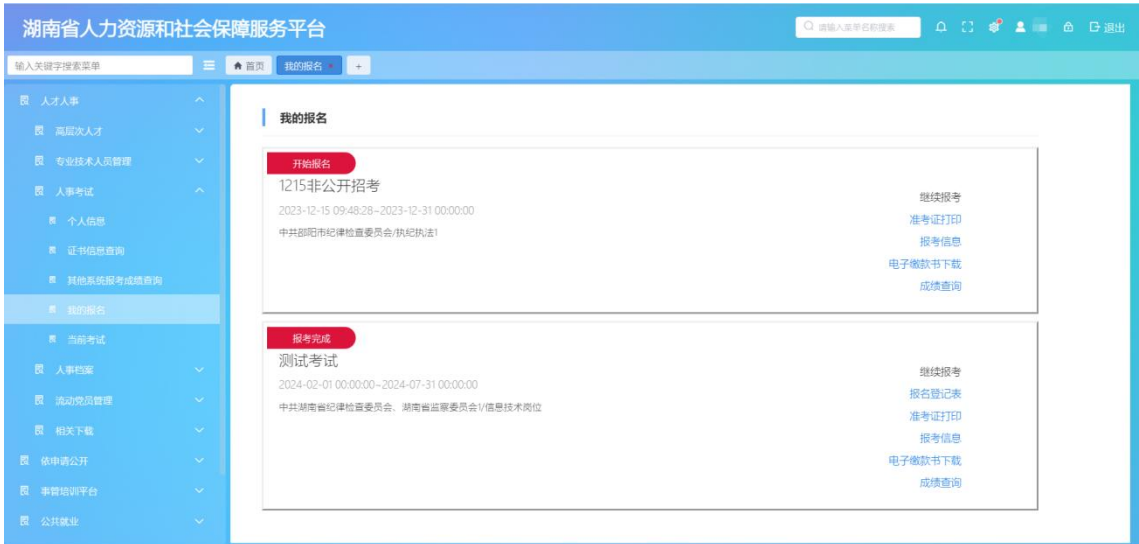 湖南省人力资源和社会保障服务平台
请输入菜单名称搜索
退出
输入关键字搜索菜单
首页
我的报名
+
人才人事
高层次人才
专业技术人员管理
人事考试
个人信息
证书信息查询
其他系统报考成绩查询
我的报名
当前考试
人事档案
流动党员管理
相关下载
依申请公开
事管培训平台
公共就业
我的报名
开始报名
1215非公开招考
2023-12-15 09:48:28~2023-12-31 00:00:00
中共邵阳市纪律检查委员会/执纪执法1
继续报考
准考证打印
报考信息
电子缴款书下载
成绩查询
报考完成
测试考试
2024-02-01 00:00:00~2024-07-31 00:00:00
中共湖南省纪律检查委员会、湖南省监察委员会1/信息技术岗位
继续报考
报名登记表
准考证打印
报考信息
电子缴款书下载
成绩查询